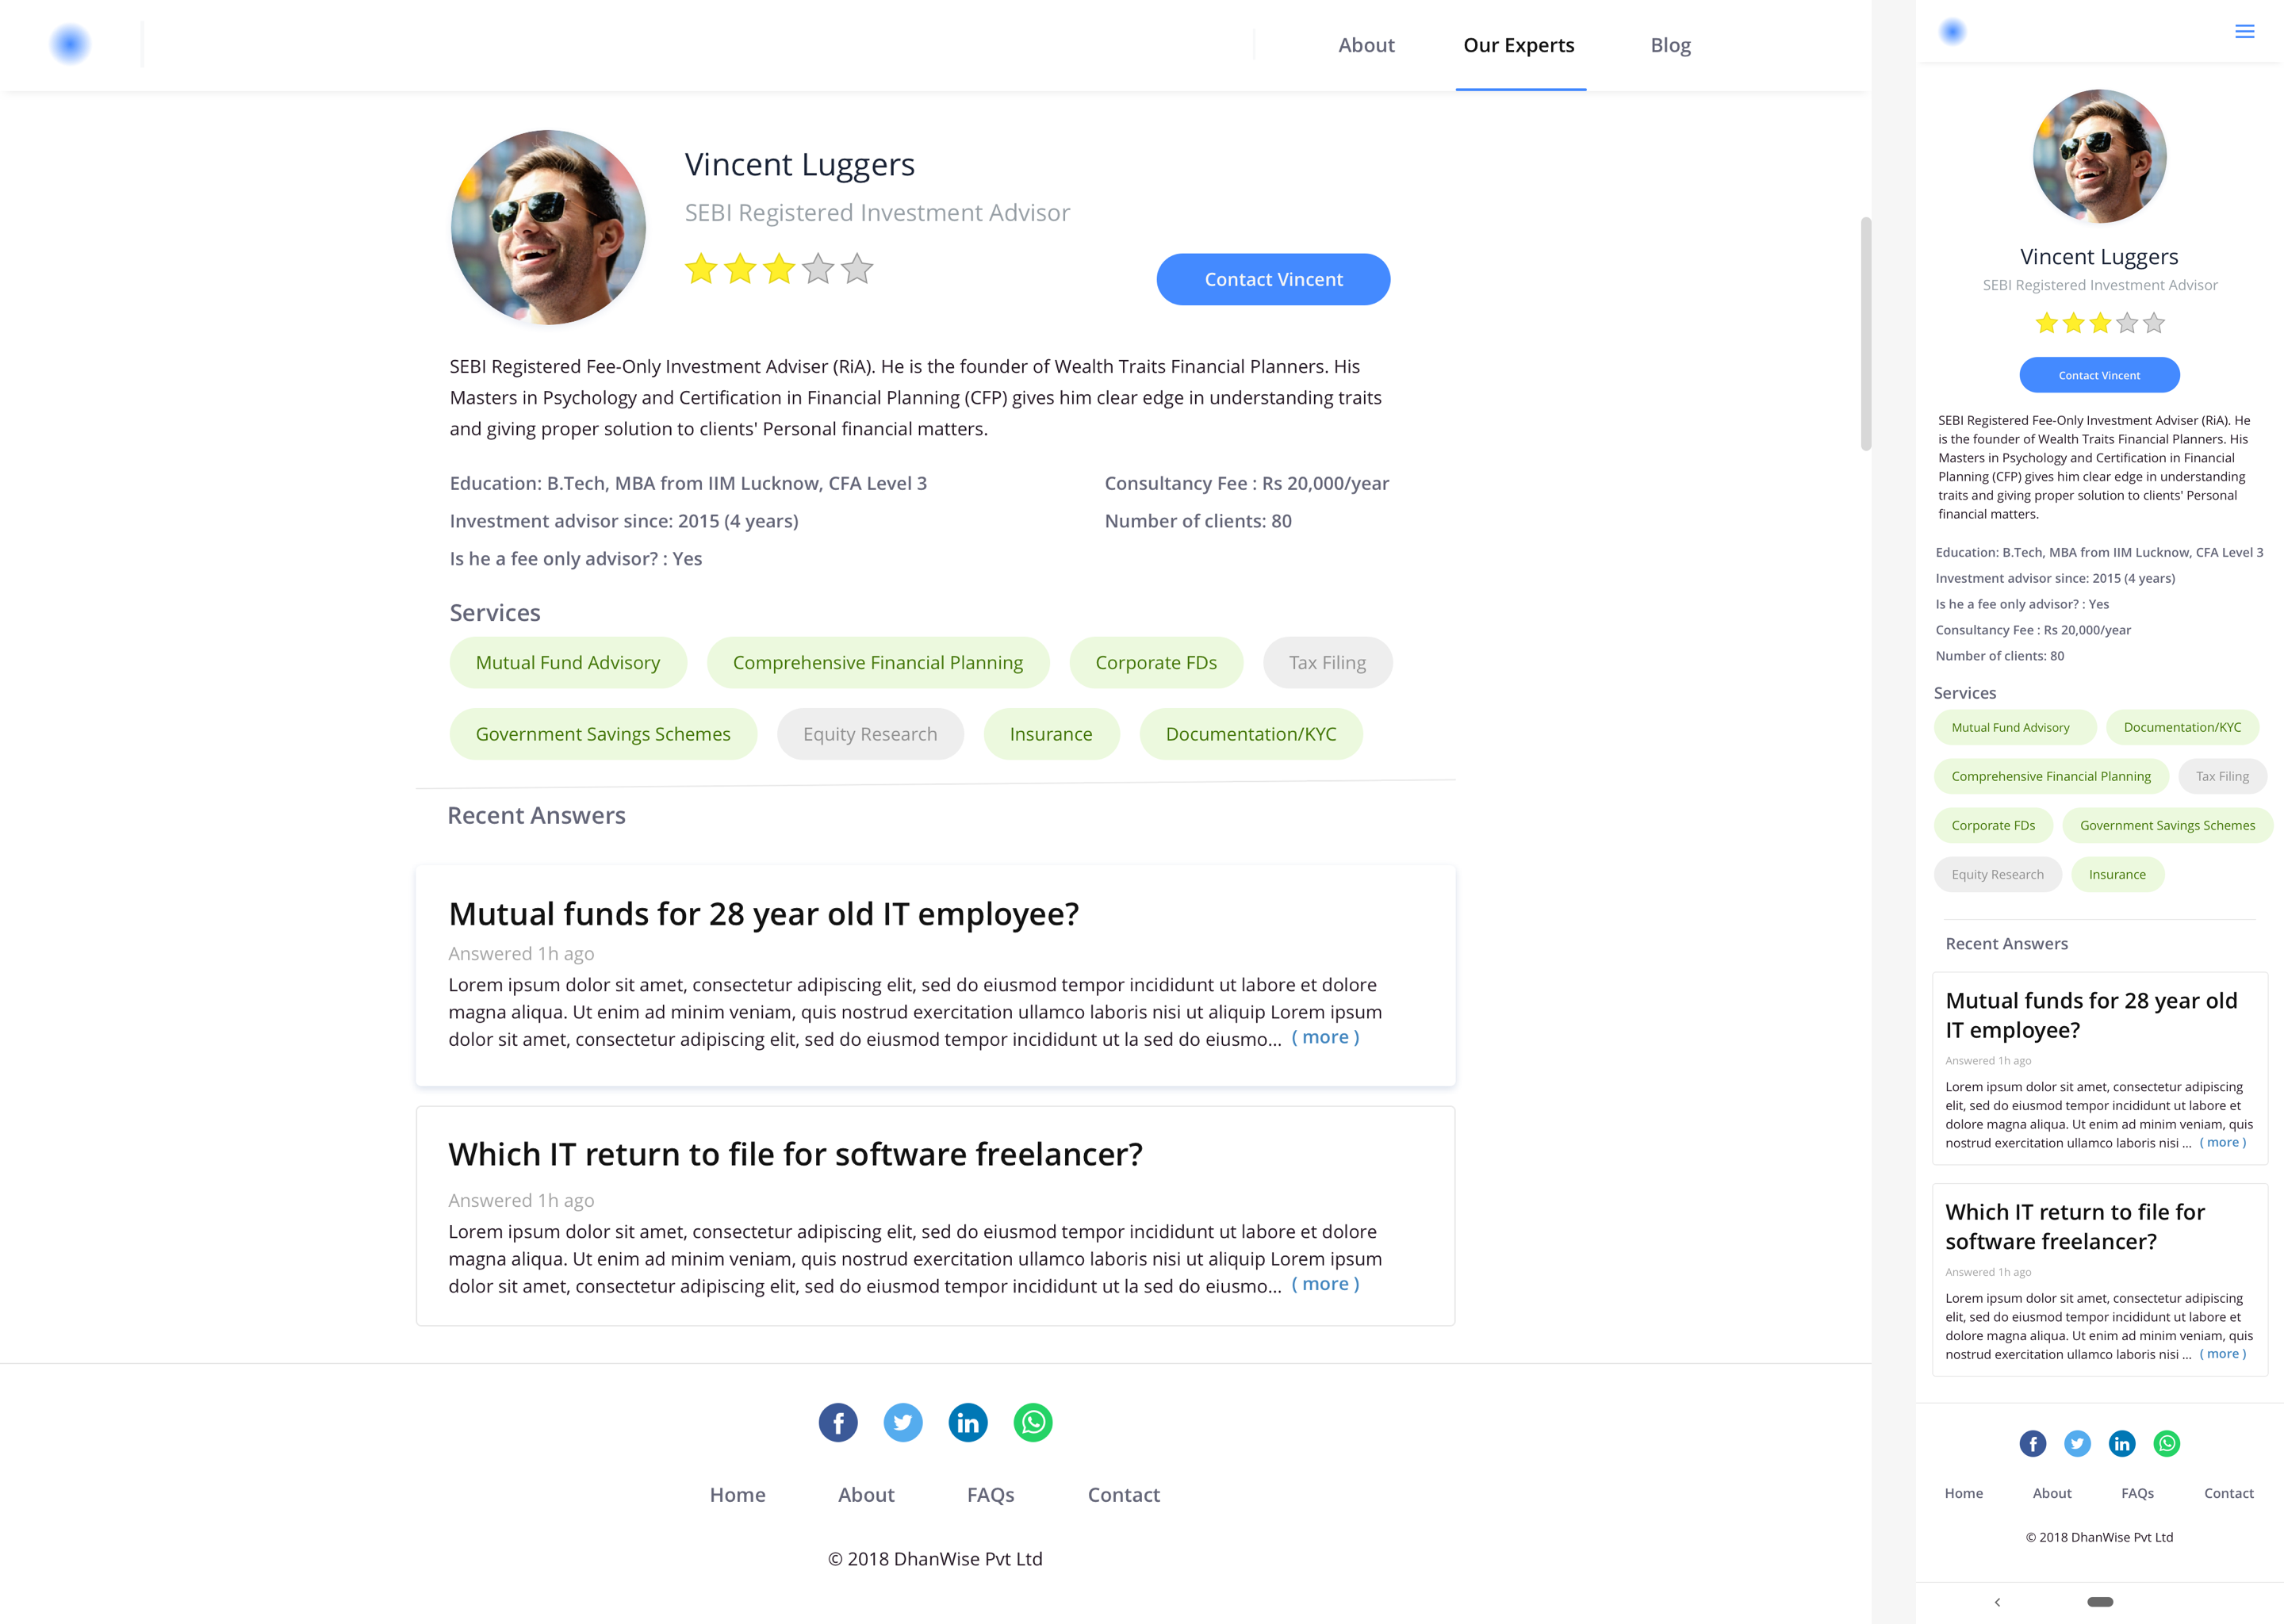 About Our Experts Blog
Vincent Luggers
SEBI Registered Investment Advisor
Contact Vincent
SEBI Registered Fee-Only Investment Adviser (RiA). He is the founder of Wealth Traits Financial Planners. His
Masters in Psychology and Certification in Financial Planning (CFP) gives him clear edge in understanding traits
and giving proper solution to clients' Personal financial matters.
Education: B.Tech, MBA from IIM Lucknow, CFA Level 3
Investment advisor since: 2015 (4 years)
Is he a fee only advisor? : Yes
Consultancy Fee : Rs 20,000/year
Number of clients: 80
Services
Mutual Fund Advisory Comprehensive Financial Planning Corporate FDs Tax Filing
Government Savings Schemes Equity Research Insurance Documentation/KYC
Recent Answers
Mutual funds for 28 year old IT employee?
Answered 1h ago
Lorem ipsum dolor sit amet, consectetur adipiscing elit, sed do eiusmod tempor incididunt ut labore et dolore
magna aliqua. Ut enim ad minim veniam, quis nostrud exercitation ullamco laboris nisi ut aliquip Lorem ipsum
dolor sit amet, consectetur adipiscing elit, sed do eiusmod tempor incididunt ut la sed do eiusmo... ( more )
Which IT return to file for software freelancer?
Answered 1h ago
Lorem ipsum dolor sit amet, consectetur adipiscing elit, sed do eiusmod tempor incididunt ut labore et dolore
magna aliqua. Ut enim ad minim veniam, quis nostrud exercitation ullamco laboris nisi ut aliquip Lorem ipsum
dolor sit amet, consectetur adipiscing elit, sed do eiusmod tempor incididunt ut la sed do eiusmo... ( more )
Home About FAQs Contact
© 2018 DhanWise Pvt Ltd
Vincent Luggers
SEBI Registered Investment Advisor
Contact Vincent
SEBI Registered Fee-Only Investment Adviser (RiA). He
is the founder of Wealth Traits Financial Planners. His
Masters in Psychology and Certification in Financial
Planning (CFP) gives him clear edge in understanding
traits and giving proper solution to clients' Personal
financial matters.
Education: B.Tech, MBA from IIM Lucknow, CFA Level 3
Investment advisor since: 2015 (4 years)
Is he a fee only advisor? : Yes
Consultancy Fee : Rs 20,000/year
Number of clients: 80
Services
Mutual Fund Advisory Documentation/KYC
Comprehensive Financial Planning Tax Filing
Corporate FDs Government Savings Schemes
Equity Research Insurance
Recent Answers
Mutual funds for 28 year old
IT employee?
Answered 1h ago
Lorem ipsum dolor sit amet, consectetur adipiscing
elit, sed do eiusmod tempor incididunt ut labore et
dolore magna aliqua. Ut enim ad minim veniam, quis
nostrud exercitation ullamco laboris nisi ... ( more )
Which IT return to file for
software freelancer?
Answered 1h ago
Lorem ipsum dolor sit amet, consectetur adipiscing
elit, sed do eiusmod tempor incididunt ut labore et
dolore magna aliqua. Ut enim ad minim veniam, quis
nostrud exercitation ullamco laboris nisi ... ( more )
Home About FAQs Contact
© 2018 DhanWise Pvt Ltd